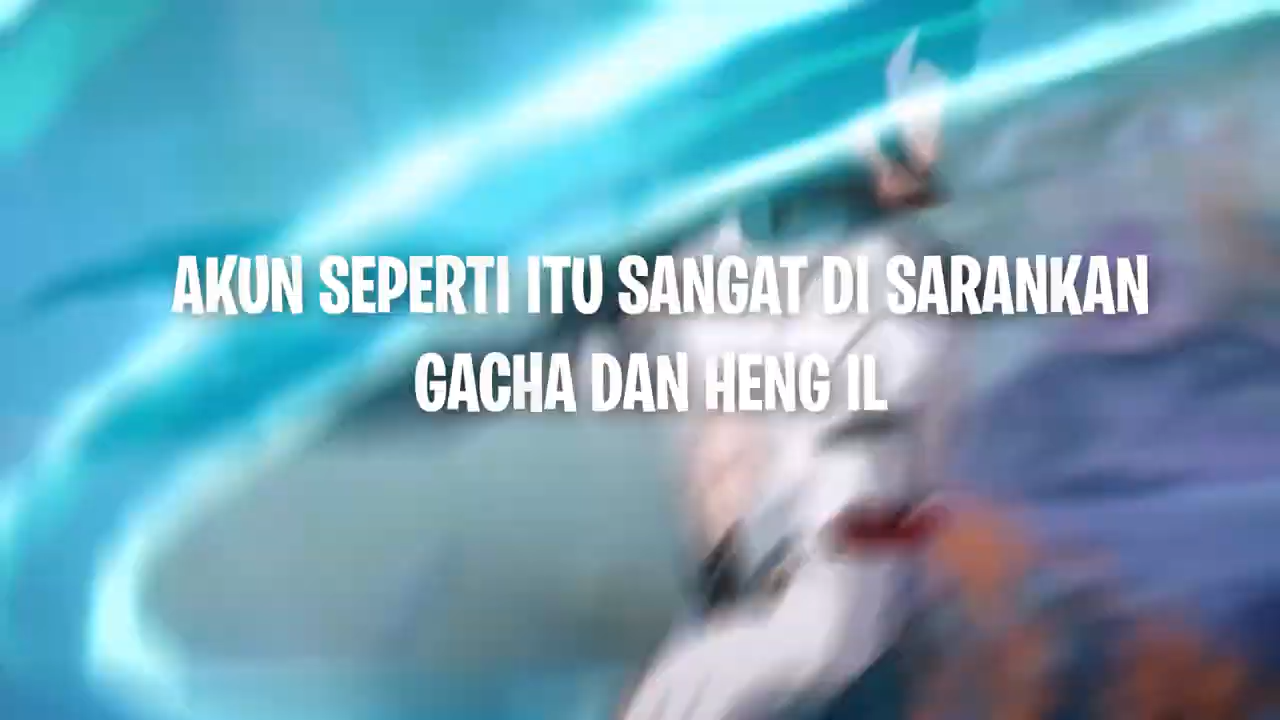 AKUN SEPERTI ITU SANGAT DI SARANKAN
GACHA DAN HENG IL